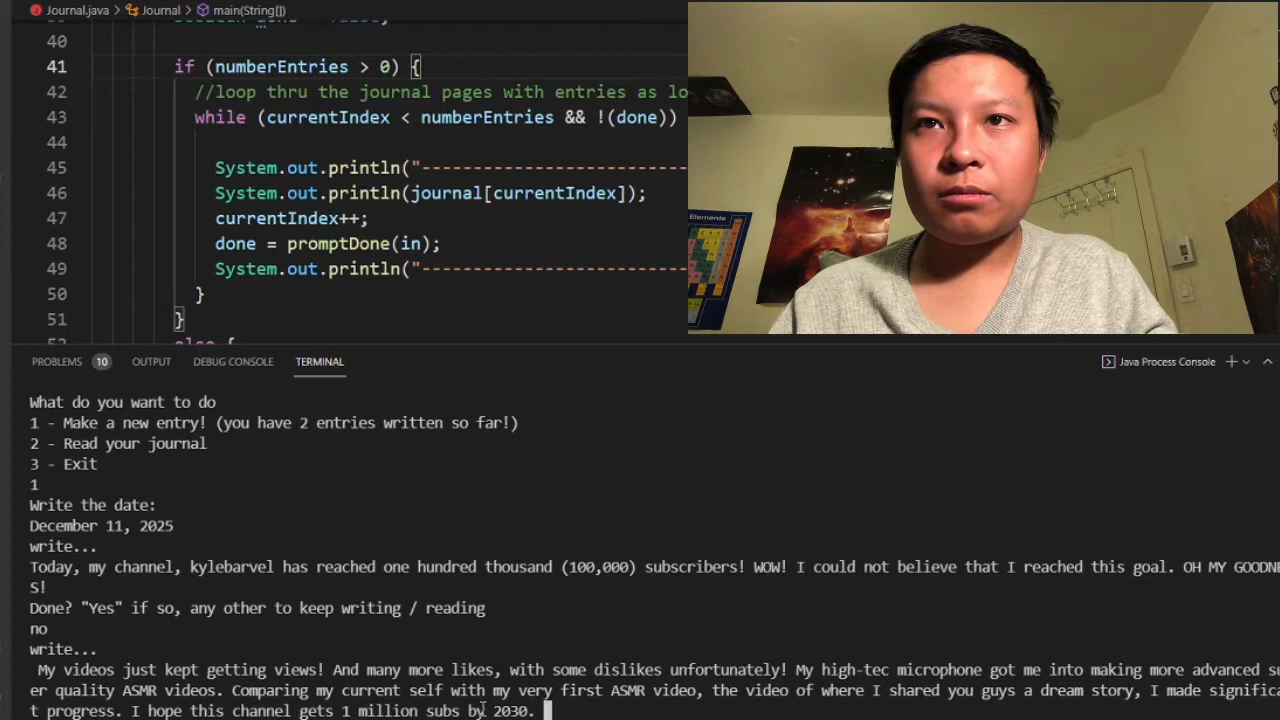 Journal.java > Journal > main(String[])
40
41 if (numberEntries > 0) {
42 //loop thru the journal pages with entries as lo
43 while (currentIndex < numberEntries && !(done))
44
45 System.out.println("---------------------------------
46 System.out.println(journal[currentIndex]);
47 currentIndex++;
48 done = promptDone(in);
49 System.out.println("---------------------------------
50 }
51 }
else {
Elements
PROBLEMS 10 OUTPUT DEBUG CONSOLE TERMINAL
Java Process Console
What do you want to do
1 - Make a new entry! (you have 2 entries written so far!)
2 - Read your journal
3 - Exit
1
Write the date:
December 11, 2025
write...
Today, my channel, kylebarvel has reached one hundred thousand (100,000) subscribers! WOW! I could not believe that I reached this goal. OH MY GOODNE
S!
Done? "Yes" if so, any other to keep writing / reading
no
write...
My videos just kept getting views! And many more likes, with some dislikes unfortunately! My high-tec microphone got me into making more advanced su
er quality ASMR videos. Comparing my current self with my very first ASMR video, the video of where I shared you guys a dream story, I made significa
t progress. I hope this channel gets 1 million subs by 2030.